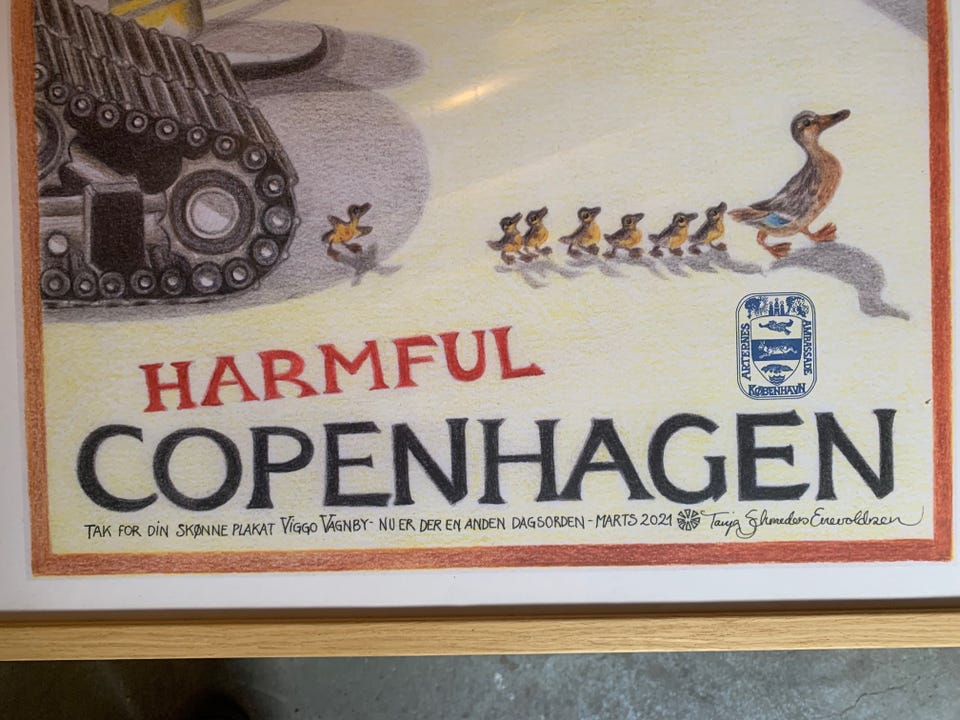 HARMFUL
ARTERNES AMBASSADE
KØBENHAVN
COPENHAGEN
TAK FOR DIN SKØNNE PLAKAT VIGGO VAGNBY - NU ER DER EN ANDEN DAGSORDEN - MARTS 2021 Tanja